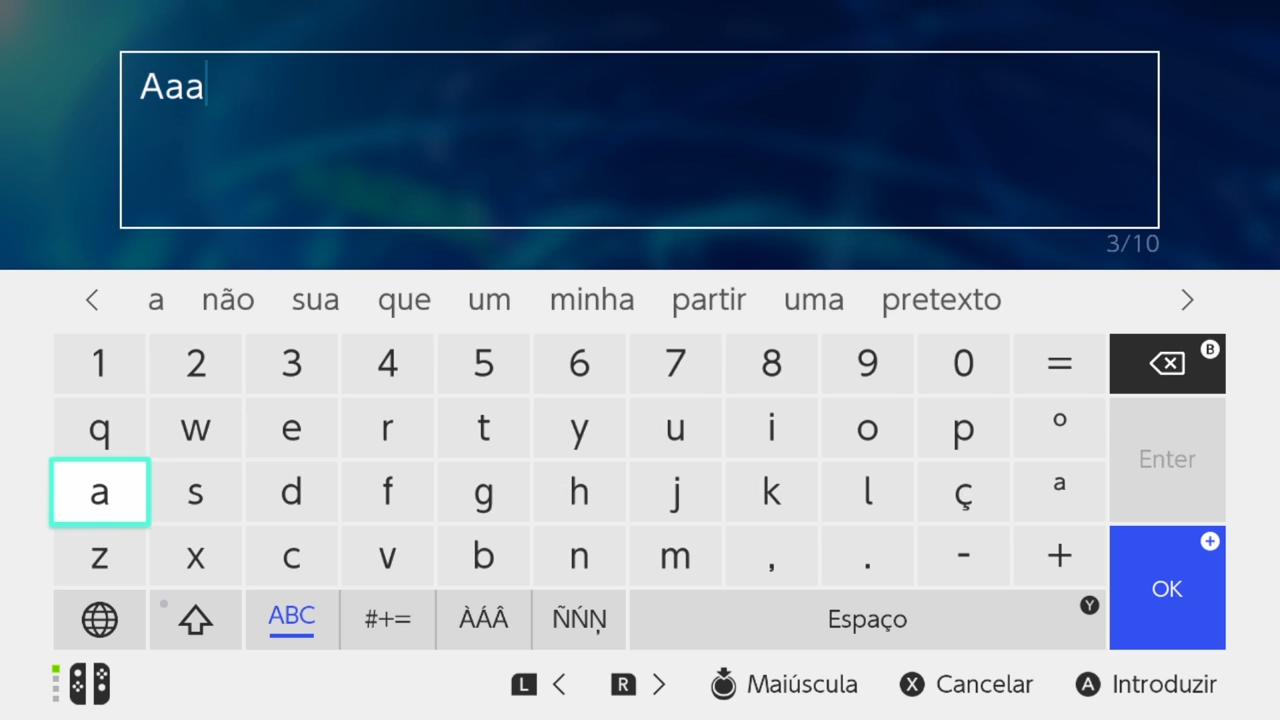 Aaa
3/10
a não sua que um minha partir uma pretexto
1 2 3 4 5 6 7 8 9 0 = B
q w e r t y u i o p º Enter
a s d f g h j k l ç ª
z x c v b n m , . - + OK
ABC #+= ÀÁÂ ÑŃŅ Espaço Y
L R Maiúscula X Cancelar A Introduzir